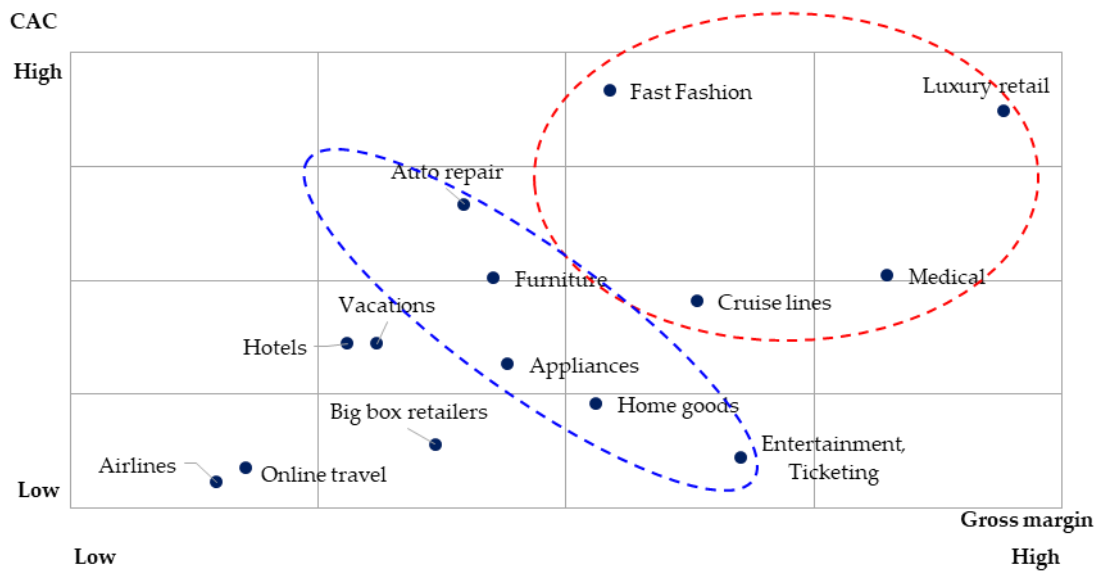 CAC
High
Fast Fashion
Luxury retail
Auto repair
Furniture
Medical
Vacations
Cruise lines
Hotels
Appliances
Big box retailers
Home goods
Entertainment,
Ticketing
Airlines
Online travel
Low
Gross margin
Low
High